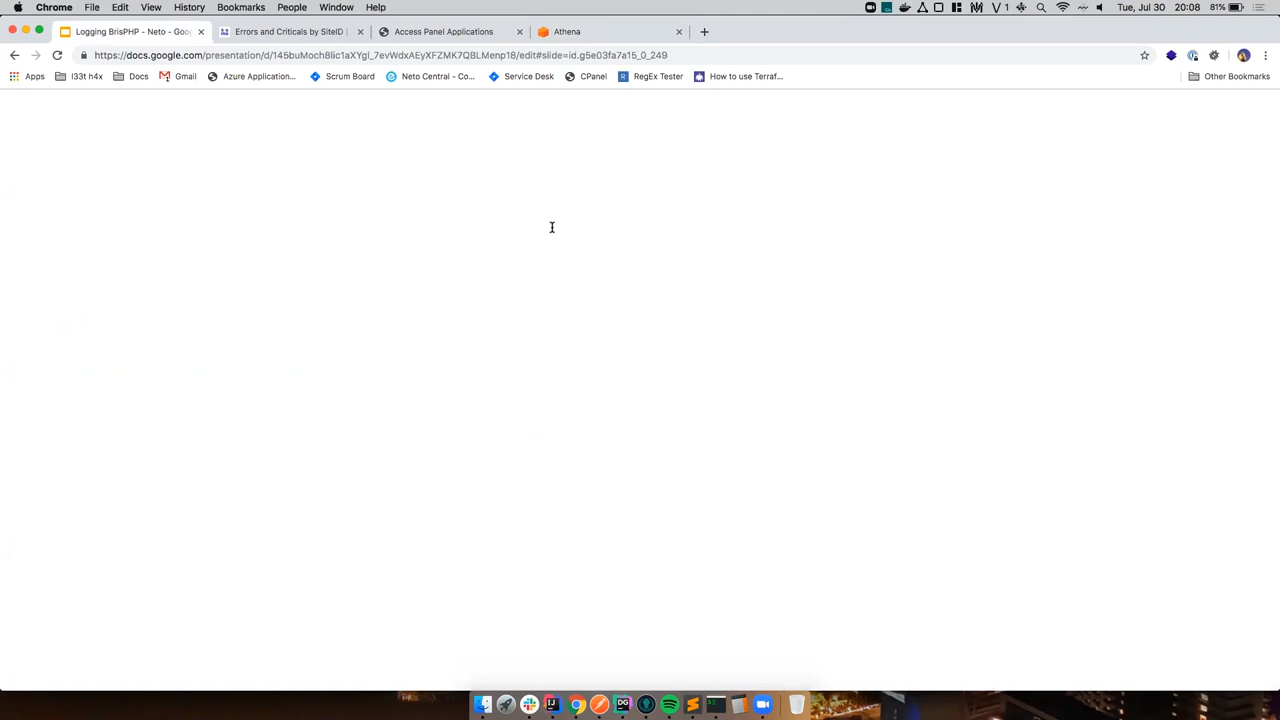 Chrome File Edit View History Bookmarks People Window Help 1 Tue, Jul 30 20:08 81%
Logging BrisPHP - Neto - Goo Errors and Criticals by SiteID Access Panel Applications Athena
https://docs.google.com/presentation/d/145buMoch8lic1aXYgl_7evWdxAEyXFZMK7QBLMenp18/edit#slide=id.g5e03fa7a15_0_249
Apps l33t h4x Docs Gmail Azure Application... Scrum Board Neto Central - Co... Service Desk CPanel RegEx Tester How to use Terraf... Other Bookmarks